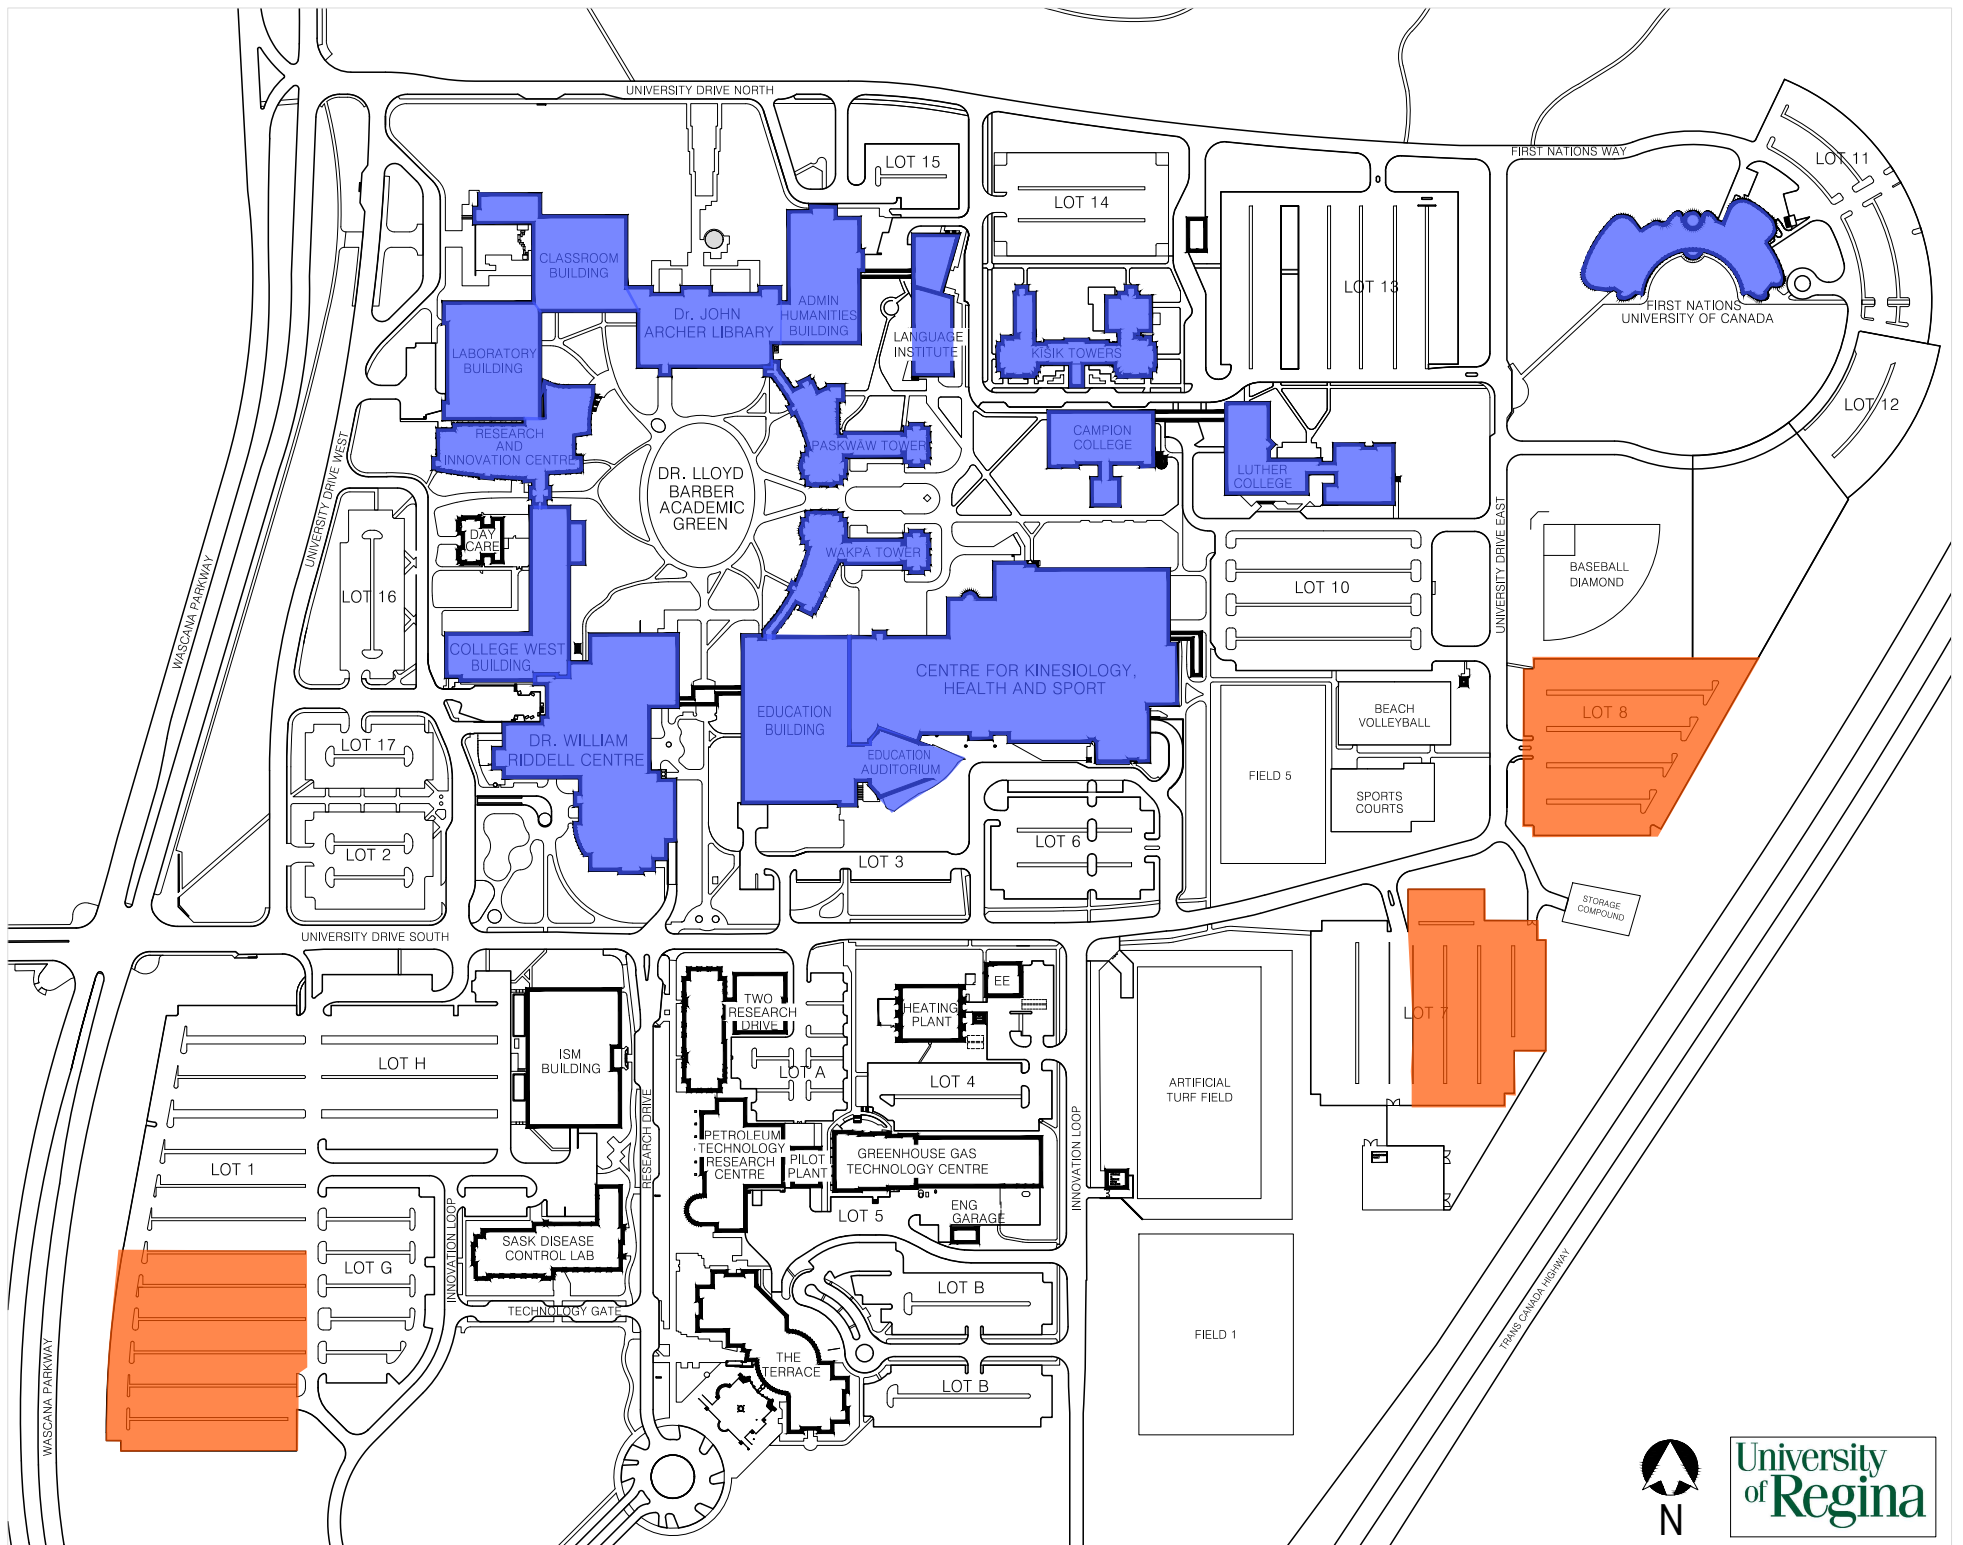 UNIVERSITY DRIVE NORTH
FIRST NATIONS WAY
LOT 15
LOT 11
LOT 14
CLASSROOM
BUILDING
LOT 13
ADMIN
HUMANITIES
BUILDING
Dr. JOHN
ARCHER LIBRARY
FIRST NATIONS
UNIVERSITY OF CANADA
LANGUAGE
INSTITUTE
KĪSIK TOWERS
LABORATORY
BUILDING
LOT 12
RESEARCH
AND
INNOVATION CENTRE
PASKWĀW TOWER
CAMPION
COLLEGE
LUTHER
COLLEGE
UNIVERSITY DRIVE WEST
DR. LLOYD
BARBER
ACADEMIC
GREEN
DAY
CARE
WAKPĀ TOWER
UNIVERSITY DRIVE EAST
BASEBALL
DIAMOND
WASCANA PARKWAY
LOT 16
LOT 10
COLLEGE WEST
BUILDING
CENTRE FOR KINESIOLOGY,
HEALTH AND SPORT
EDUCATION
BUILDING
BEACH
VOLLEYBALL
LOT 8
LOT 17
DR. WILLIAM
RIDDELL CENTRE
EDUCATION
AUDITORIUM
FIELD 5
SPORTS
COURTS
LOT 2
LOT 3
LOT 6
STORAGE
COMPOUND
UNIVERSITY DRIVE SOUTH
TWO
RESEARCH
DRIVE
EE
HEATING
PLANT
LOT 7
LOT H
ISM
BUILDING
LOT A
LOT 4
ARTIFICIAL
TURF FIELD
RESEARCH DRIVE
INNOVATION LOOP
LOT 1
PETROLEUM
TECHNOLOGY
RESEARCH
CENTRE
PILOT
PLANT
GREENHOUSE GAS
TECHNOLOGY CENTRE
LOT 5
ENG
GARAGE
INNOVATION LOOP
SASK DISEASE
CONTROL LAB
LOT G
TECHNOLOGY GATE
LOT B
TRANS CANADA HIGHWAY
FIELD 1
WASCANA PARKWAY
THE
TERRACE
LOT B
N
University
of Regina